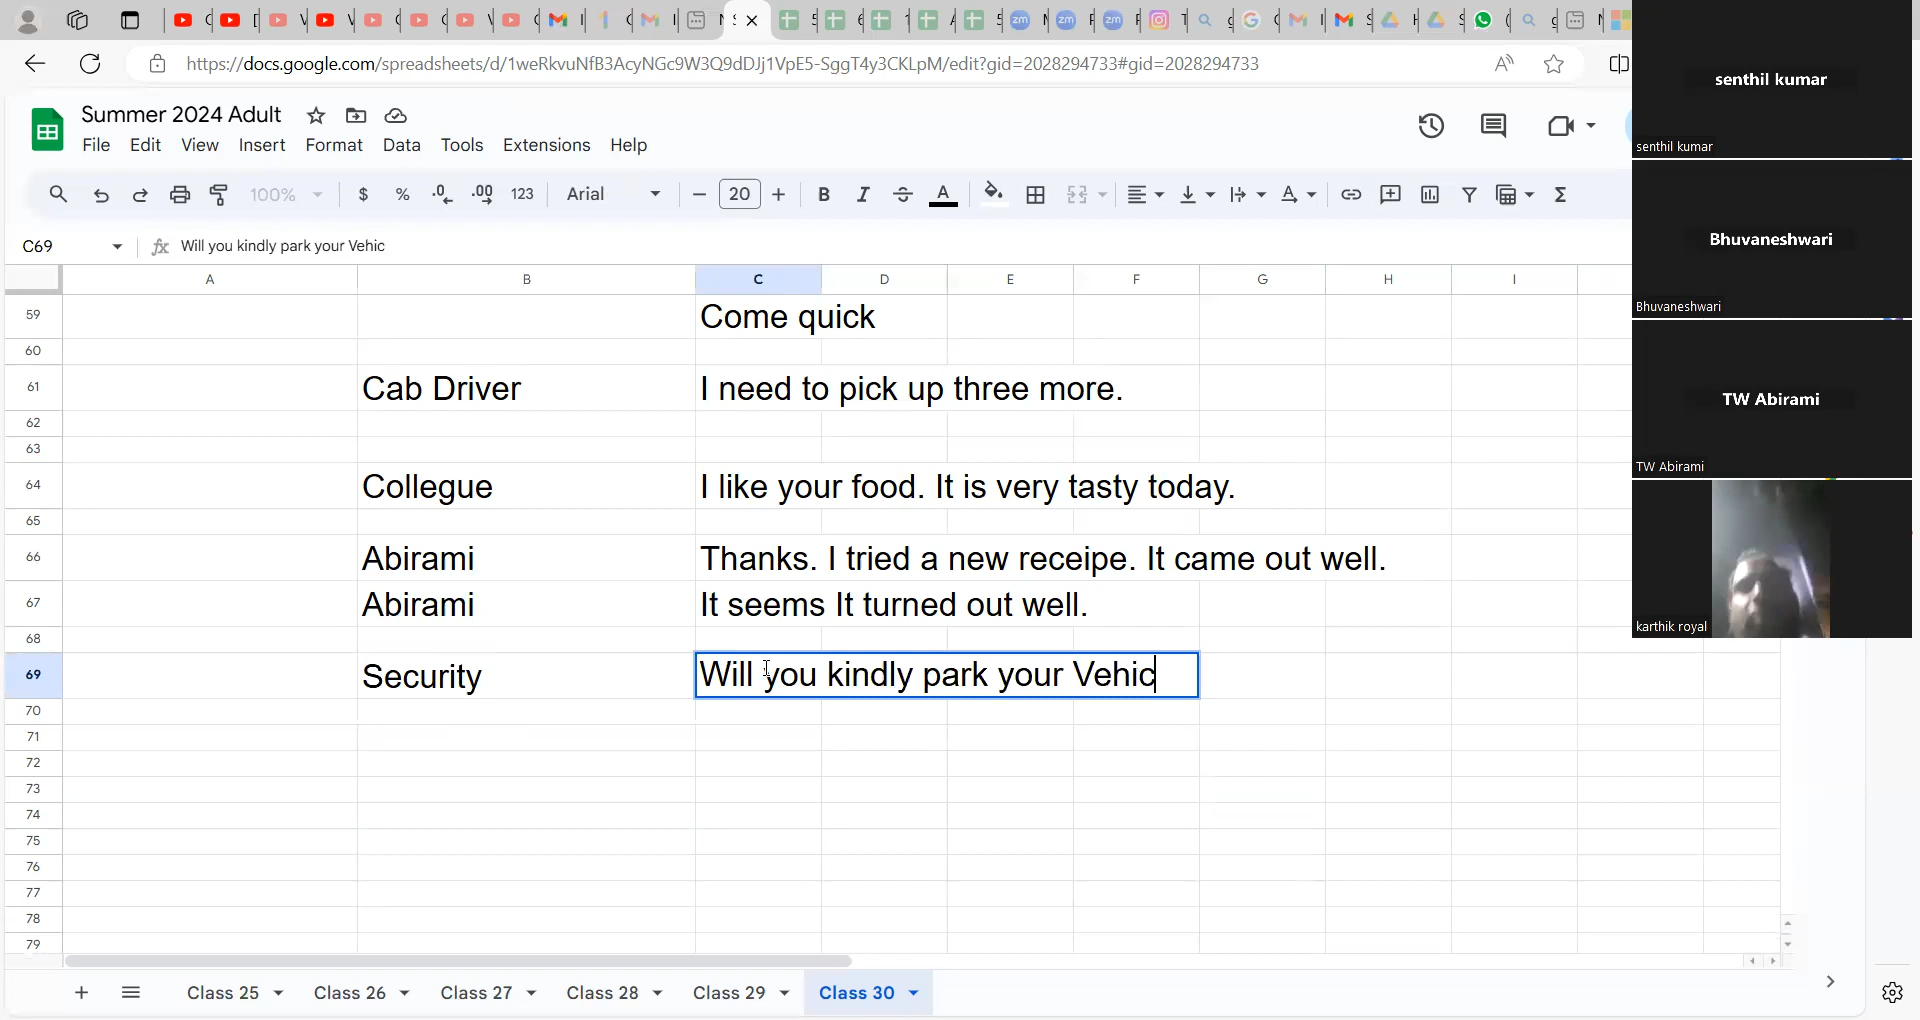 https://docs.google.com/spreadsheets/d/1weRkvuNfB3AcyNGc9W3Q9dDJj1VpE5-SggT4y3CKLpM/edit?gid=2028294733#gid=2028294733
Summer 2024 Adult
File Edit View Insert Format Data Tools Extensions Help
100% $ % .0 .00 123 Arial 20
C69 Will you kindly park your Vehic
A B C D E F G H I
59 Come quick
60
61 Cab Driver I need to pick up three more.
62
63
64 Collegue I like your food. It is very tasty today.
65
66 Abirami Thanks. I tried a new receipe. It came out well.
67 Abirami It seems It turned out well.
68
69 Security Will you kindly park your Vehic
70
71
72
73
74
75
76
77
78
79
Class 25 Class 26 Class 27 Class 28 Class 29 Class 30
senthil kumar
senthil kumar
Bhuvaneshwari
Bhuvaneshwari
TW Abirami
TW Abirami
karthik royal